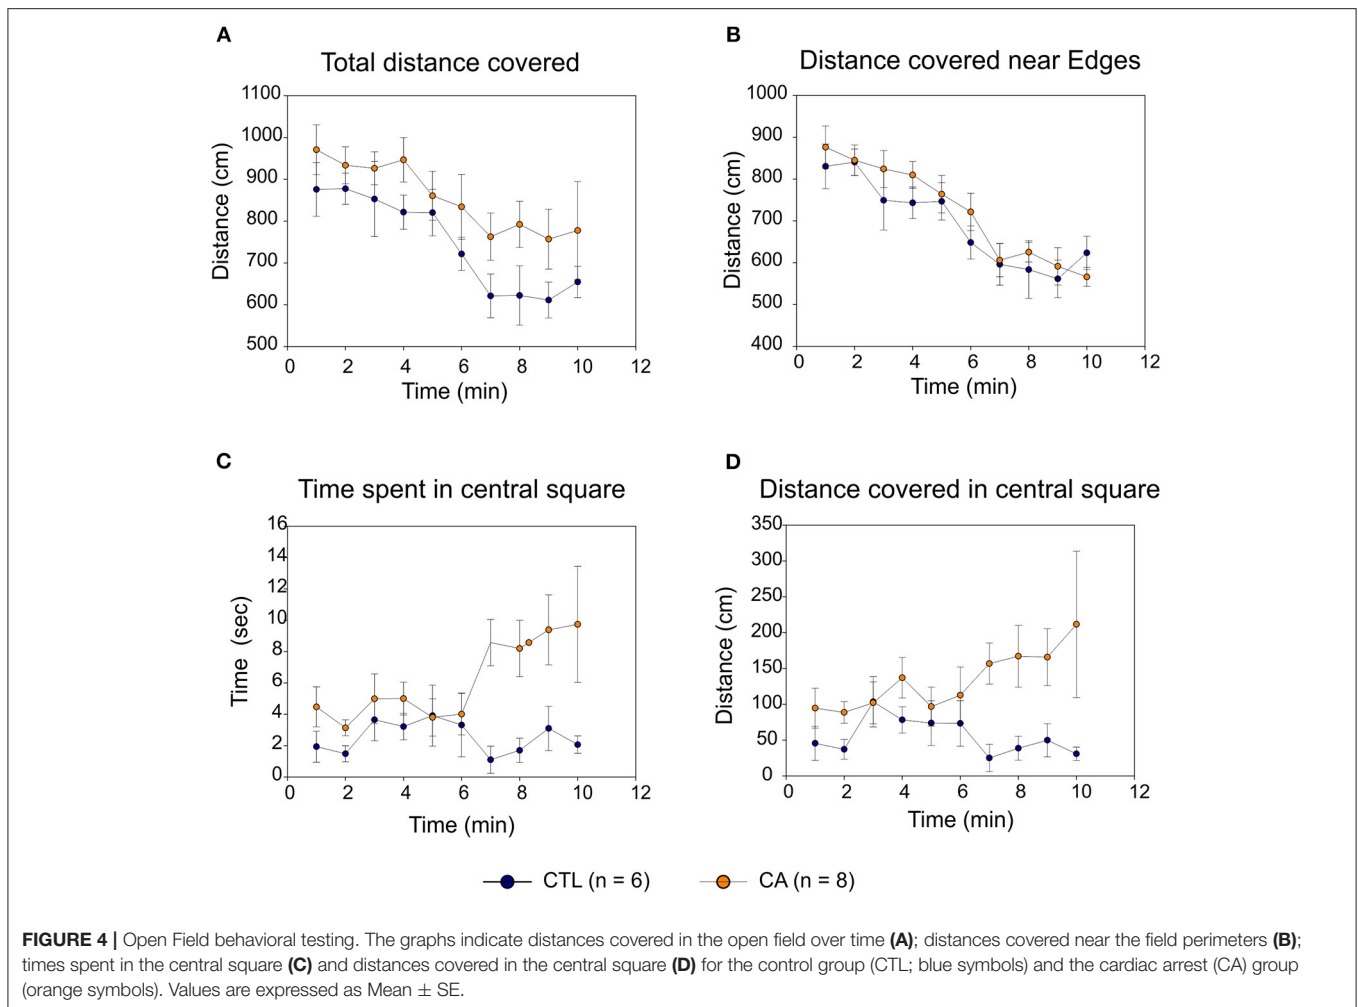 A
Total distance covered
1100
1000
900
800
700
600
500
Distance (cm)
0 2 4 6 8 10 12
Time (min)
B
Distance covered near Edges
1000
900
800
700
600
500
400
Distance (cm)
0 2 4 6 8 10 12
Time (min)
C
Time spent in central square
16
14
12
10
8
6
4
2
0
Time (sec)
0 2 4 6 8 10 12
Time (min)
D
Distance covered in central square
350
300
250
200
150
100
50
0
Distance (cm)
0 2 4 6 8 10 12
Time (min)
CTL (n = 6) CA (n = 8)
FIGURE 4 | Open Field behavioral testing. The graphs indicate distances covered in the open field over time (A); distances covered near the field perimeters (B);
times spent in the central square (C) and distances covered in the central square (D) for the control group (CTL; blue symbols) and the cardiac arrest (CA) group
(orange symbols). Values are expressed as Mean ± SE.